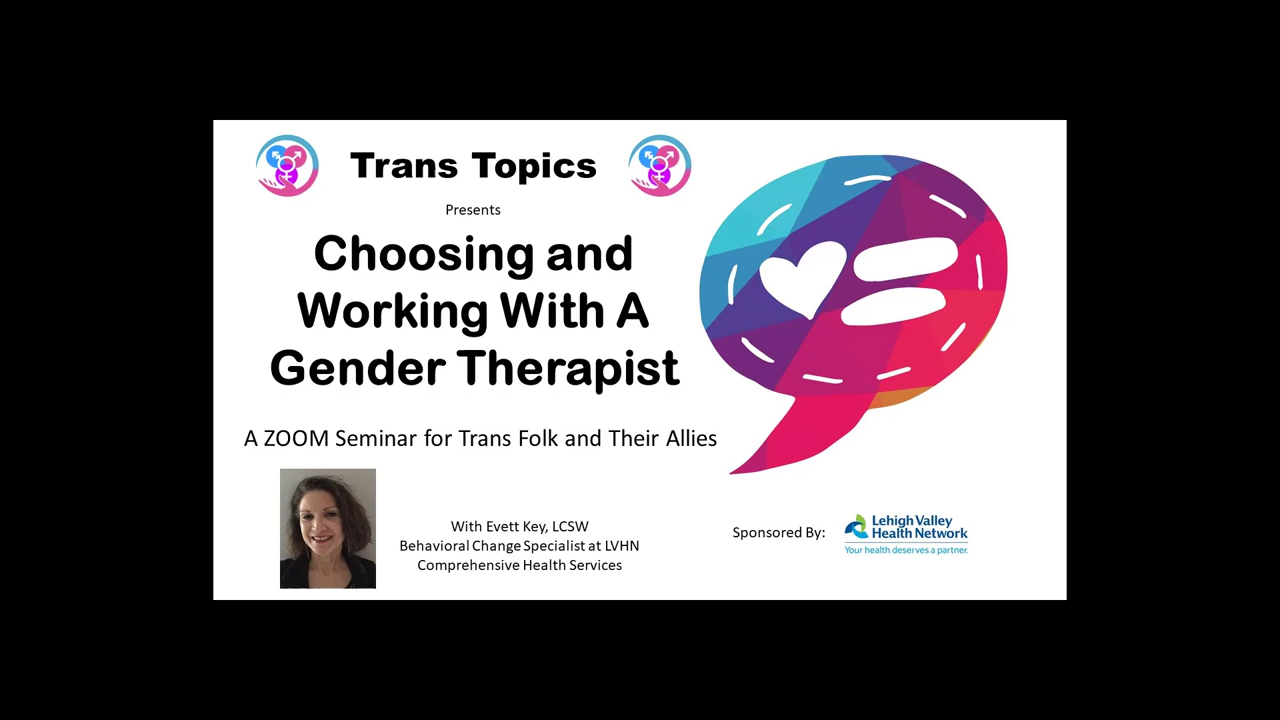 Trans Topics
Presents
Choosing and
Working With A
Gender Therapist
A ZOOM Seminar for Trans Folk and Their Allies
With Evett Key, LCSW
Behavioral Change Specialist at LVHN
Comprehensive Health Services
Sponsored By:
Lehigh Valley
Health Network
Your health deserves a partner.